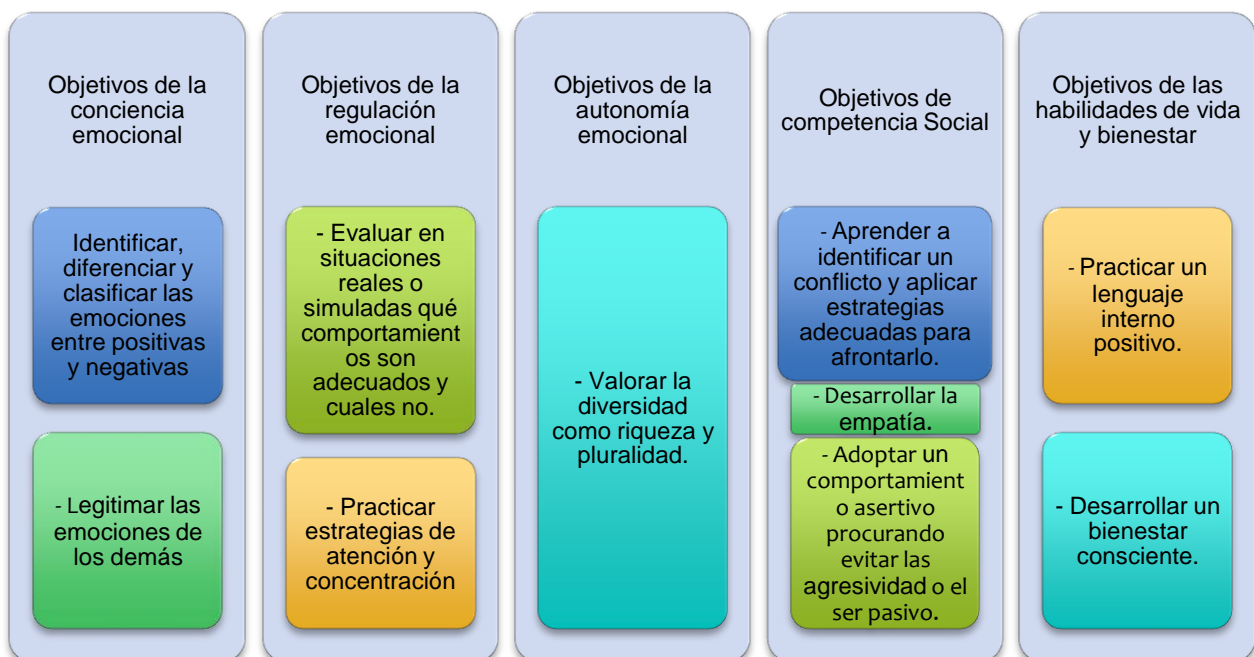 Objetivos de la
conciencia
emocional
Identificar,
diferenciar y
clasificar las
emociones
entre positivas
y negativas
- Legitimar las
emociones de
los demás
Objetivos de la
regulación
emocional
- Evaluar en
situaciones
reales o
simuladas qué
comportamient
os son
adecuados y
cuales no.
- Practicar
estrategias de
atención y
concentración
Objetivos de la
autonomía
emocional
- Valorar la
diversidad
como riqueza y
pluralidad.
Objetivos de
competencia Social
- Aprender a
identificar un
conflicto y aplicar
estrategias
adecuadas para
afrontarlo.
- Desarrollar la
empatía.
- Adoptar un
comportamient
o asertivo
procurando
evitar las
agresividad o el
ser pasivo.
Objetivos de las
habilidades de vida
y bienestar
- Practicar un
lenguaje
interno
positivo.
- Desarrollar un
bienestar
consciente.